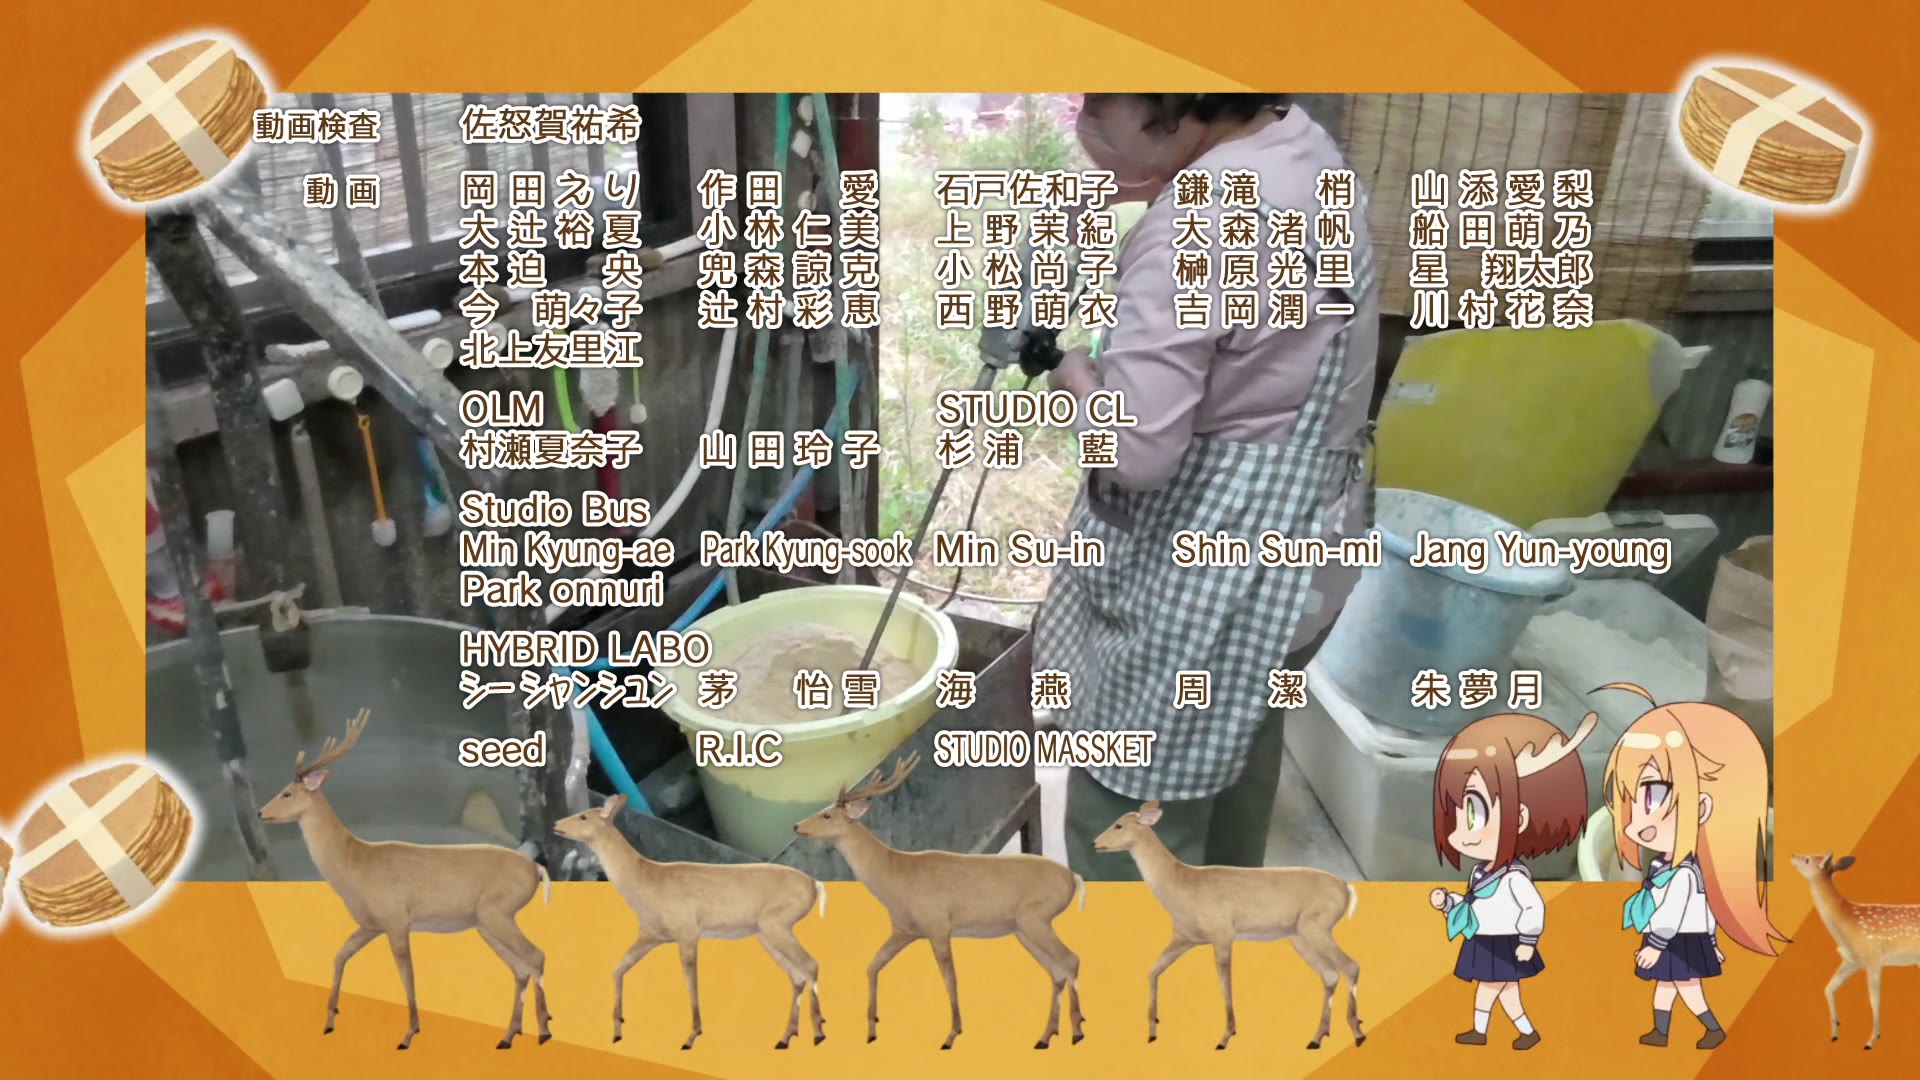 動画検査 佐怒賀祐希
動画 岡田えり 作田 愛 石戸佐和子 鎌滝 梢 山添愛梨
大辻裕夏 小林仁美 上野茉紀 大森渚帆 船田萌乃
本迫 央 兜森諒克 小松尚子 榊原光里 星 翔太郎
今 萌々子 辻村彩恵 西野萌衣 吉岡潤一 川村花奈
北上友里江
OLM STUDIO CL
村瀬夏奈子 山田玲子 杉浦 藍
Studio Bus
Min Kyung-ae Park Kyung-sook Min Su-in Shin Sun-mi Jang Yun-young
Park onnuri
HYBRID LABO
シーシャンシュン 茅 怡雪 海 燕 周 潔 朱夢月
seed R.I.C STUDIO MASSKET